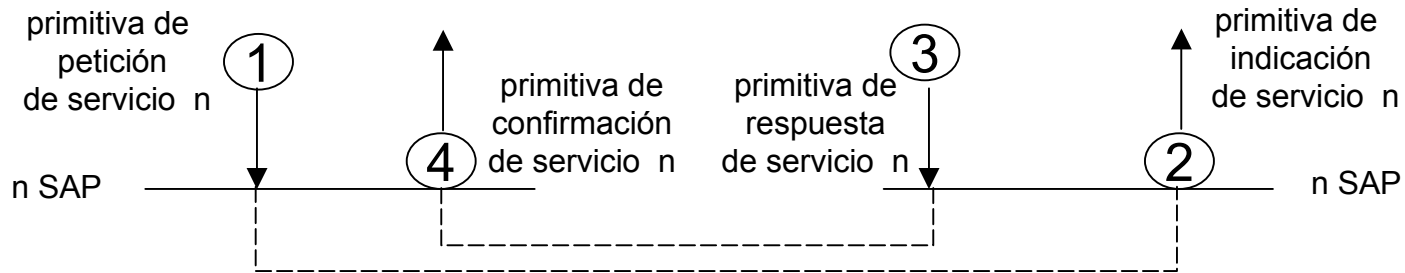 primitiva de
petición
de servicio n
1
4
primitiva de
confirmación
de servicio n
primitiva de
respuesta
de servicio n
3
2
primitiva de
indicación
de servicio n
n SAP
n SAP